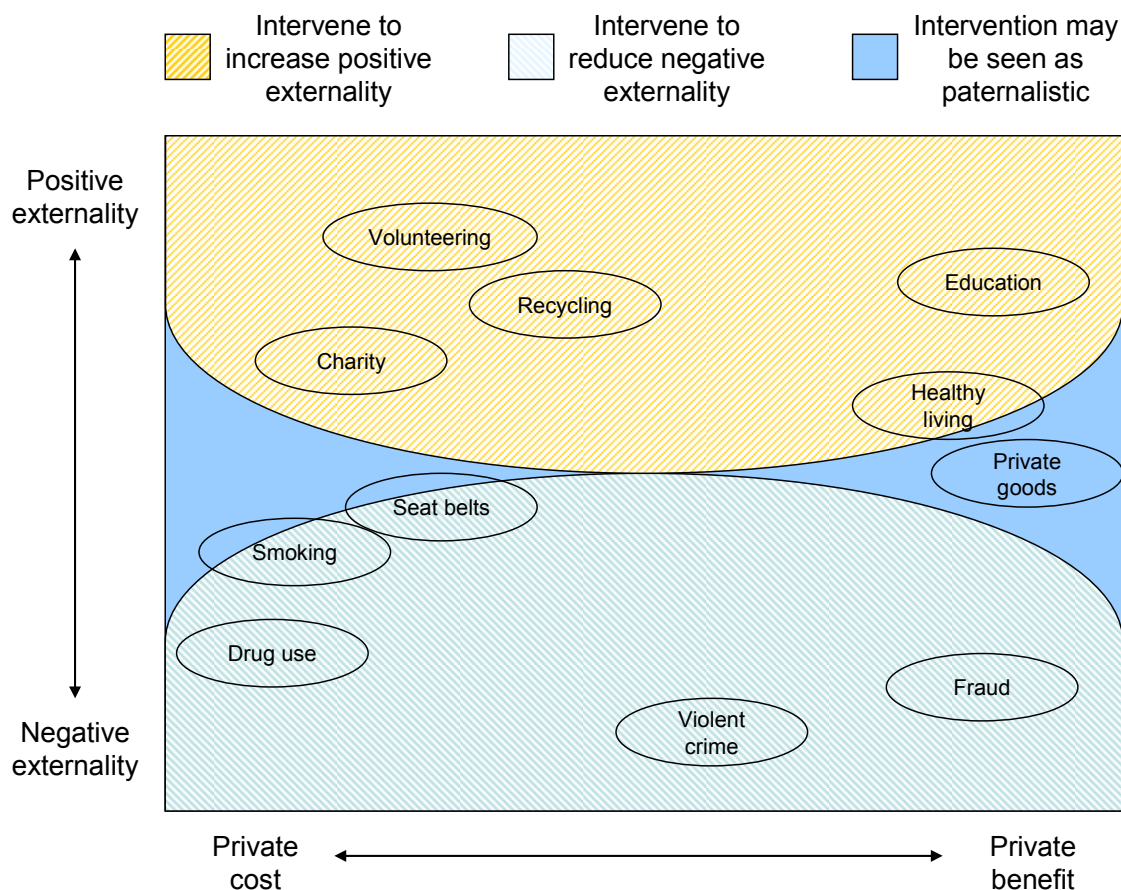 Intervene to
increase positive
externality
Intervene to
reduce negative
externality
Intervention may
be seen as
paternalistic
Positive
externality
Volunteering
Education
Recycling
Charity
Healthy
living
Private
goods
Seat belts
Smoking
Drug use
Fraud
Violent
crime
Negative
externality
Private
cost
Private
benefit